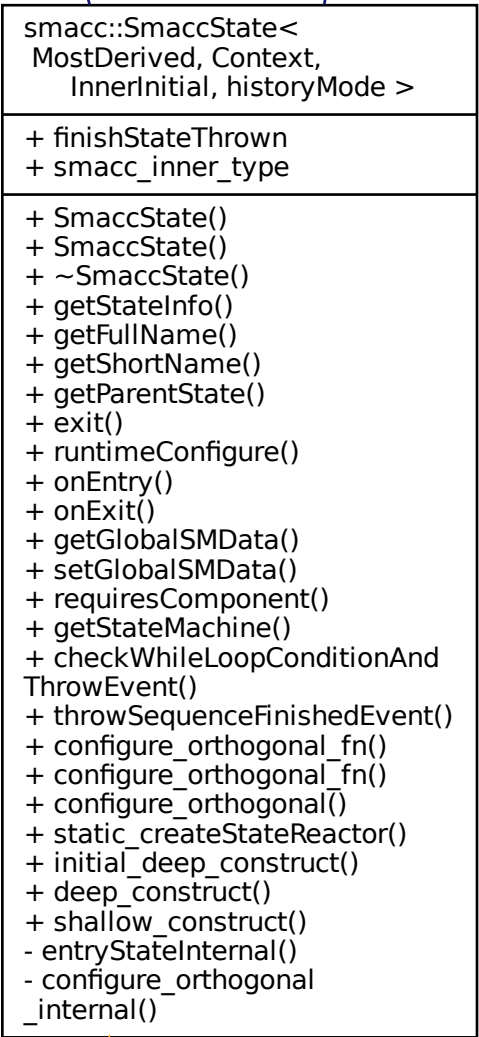 smacc::SmaccState<
MostDerived, Context,
InnerInitial, historyMode >
+ finishStateThrown
+ smacc_inner_type
+ SmaccState()
+ SmaccState()
+ ~SmaccState()
+ getStateInfo()
+ getFullName()
+ getShortName()
+ getParentState()
+ exit()
+ runtimeConfigure()
+ onEntry()
+ onExit()
+ getGlobalSMData()
+ setGlobalSMData()
+ requiresComponent()
+ getStateMachine()
+ checkWhileLoopConditionAnd
ThrowEvent()
+ throwSequenceFinishedEvent()
+ configure_orthogonal_fn()
+ configure_orthogonal_fn()
+ configure_orthogonal()
+ static_createStateReactor()
+ initial_deep_construct()
+ deep_construct()
+ shallow_construct()
- entryStateInternal()
- configure_orthogonal
_internal()